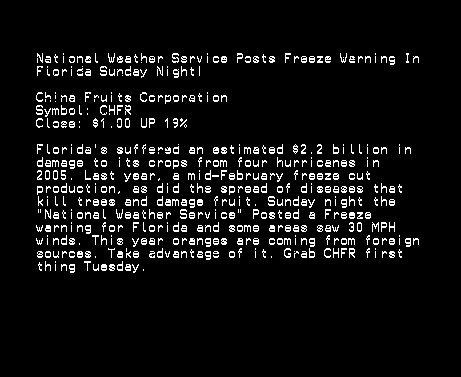 National Weather Service Posts Freeze Warning In
Florida Sunday Night!
China Fruits Corporation
Symbol: CHFR
Close: $1.00 UP 19%
Florida's suffered an estimated $2.2 billion in
damage to its crops from four hurricanes in
2005. Last year, a mid-February freeze cut
production, as did the spread of diseases that
kill trees and damage fruit. Sunday night the
"National Weather Service" Posted a Freeze
warning for Florida and some areas saw 30 MPH
winds. This year oranges are coming from foreign
sources. Take advantage of it. Grab CHFR first
thing Tuesday.